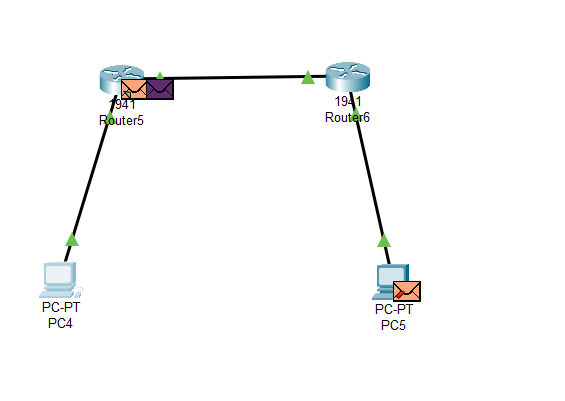 1941
Router5
1941
Router6
PC-PT
PC4
PC-PT
PC5